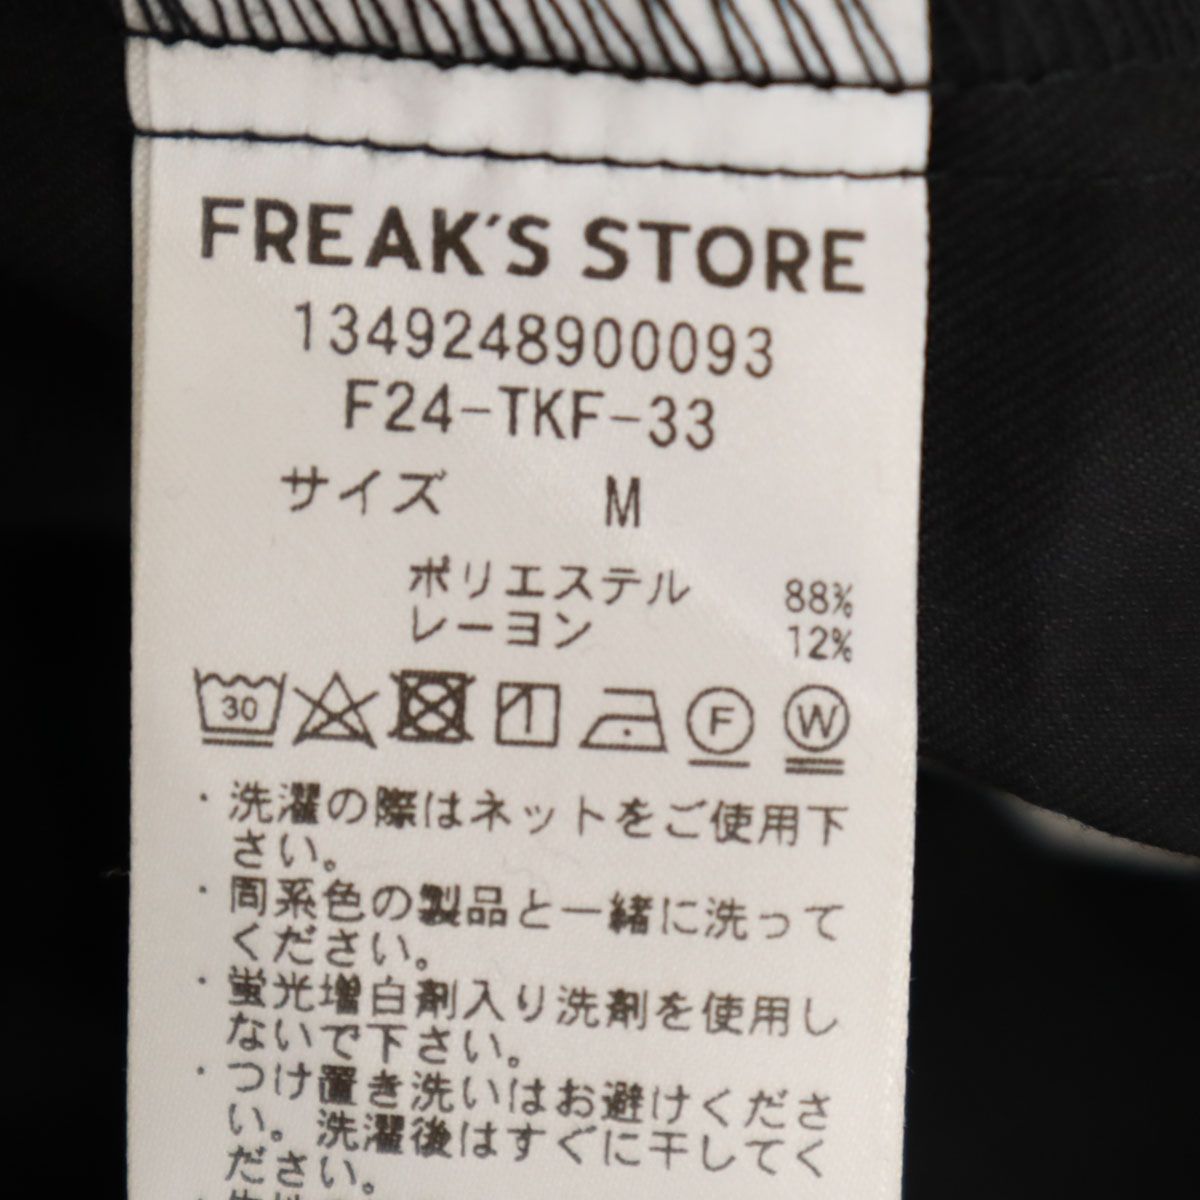 FREAK'S STORE
1349248900093
F24-TKF-33
サイズ M
ポリエステル 88%
レーヨン 12%
30 F W
・洗濯の際はネットをご使用下
さい。
・同系色の製品と一緒に洗って
ください。
・蛍光増白剤入り洗剤を使用し
ないで下さい。
・つけ置き洗いはお避けくださ
い。洗濯後はすぐに干してく
ださい。